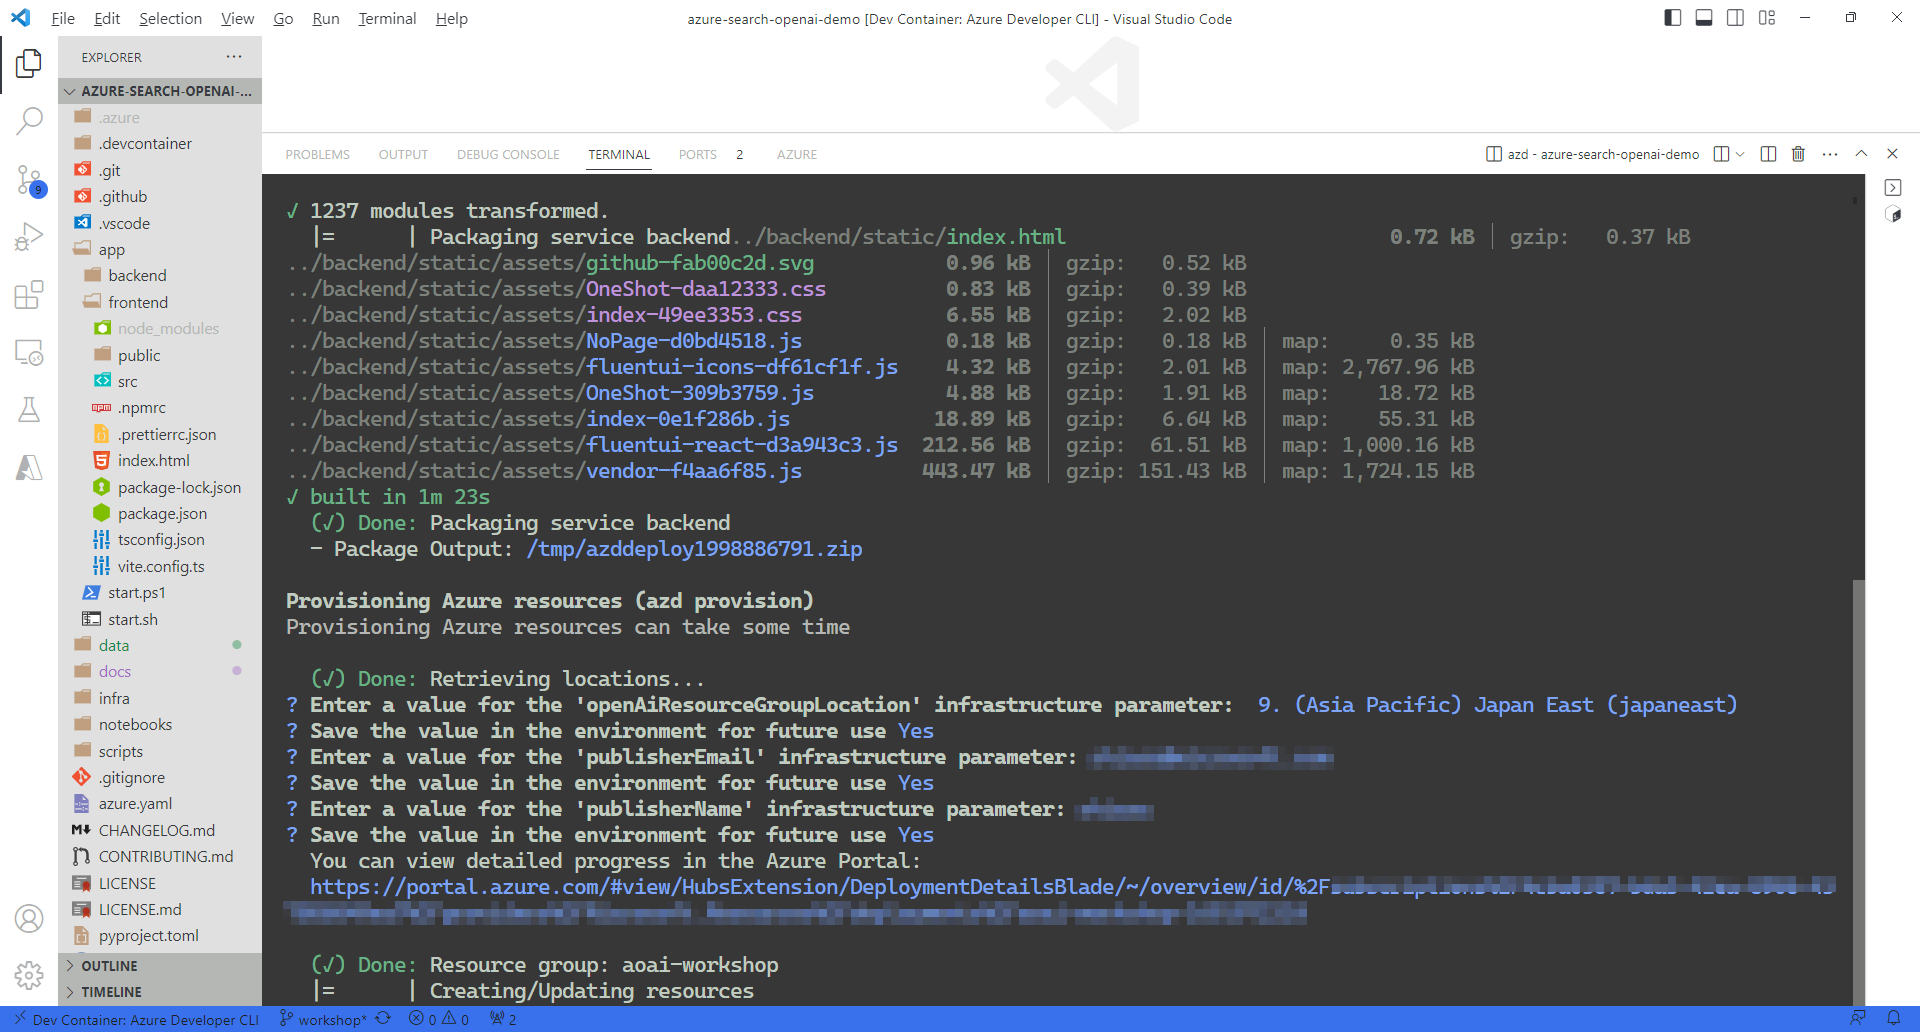 File Edit Selection View Go Run Terminal Help
azure-search-openai-demo [Dev Container: Azure Developer CLI] - Visual Studio Code
EXPLORER
AZURE-SEARCH-OPENAI-...
.azure
.devcontainer
.git
.github
.vscode
app
backend
frontend
node_modules
public
src
.npmrc
.prettierrc.json
index.html
package-lock.json
package.json
tsconfig.json
vite.config.ts
start.ps1
start.sh
data
docs
infra
notebooks
scripts
.gitignore
azure.yaml
CHANGELOG.md
CONTRIBUTING.md
LICENSE
LICENSE.md
pyproject.toml
OUTLINE
TIMELINE
9
PROBLEMS OUTPUT DEBUG CONSOLE TERMINAL PORTS 2 AZURE
azd - azure-search-openai-demo
✓ 1237 modules transformed.
|= | Packaging service backend../backend/static/index.html 0.72 kB │ gzip: 0.37 kB
../backend/static/assets/github-fab00c2d.svg 0.96 kB │ gzip: 0.52 kB
../backend/static/assets/OneShot-daa12333.css 0.83 kB │ gzip: 0.39 kB
../backend/static/assets/index-49ee3353.css 6.55 kB │ gzip: 2.02 kB
../backend/static/assets/NoPage-d0bd4518.js 0.18 kB │ gzip: 0.18 kB │ map: 0.35 kB
../backend/static/assets/fluentui-icons-df61cf1f.js 4.32 kB │ gzip: 2.01 kB │ map: 2,767.96 kB
../backend/static/assets/OneShot-309b3759.js 4.88 kB │ gzip: 1.91 kB │ map: 18.72 kB
../backend/static/assets/index-0e1f286b.js 18.89 kB │ gzip: 6.64 kB │ map: 55.31 kB
../backend/static/assets/fluentui-react-d3a943c3.js 212.56 kB │ gzip: 61.51 kB │ map: 1,000.16 kB
../backend/static/assets/vendor-f4aa6f85.js 443.47 kB │ gzip: 151.43 kB │ map: 1,724.15 kB
✓ built in 1m 23s
(✓) Done: Packaging service backend
- Package Output: /tmp/azddeploy1998886791.zip
Provisioning Azure resources (azd provision)
Provisioning Azure resources can take some time
(✓) Done: Retrieving locations...
? Enter a value for the 'openAiResourceGroupLocation' infrastructure parameter: 9. (Asia Pacific) Japan East (japaneast)
? Save the value in the environment for future use Yes
? Enter a value for the 'publisherEmail' infrastructure parameter:
? Save the value in the environment for future use Yes
? Enter a value for the 'publisherName' infrastructure parameter:
? Save the value in the environment for future use Yes
You can view detailed progress in the Azure Portal:
https://portal.azure.com/#view/HubsExtension/DeploymentDetailsBlade/~/overview/id/%2F
(✓) Done: Resource group: aoai-workshop
|= | Creating/Updating resources
Dev Container: Azure Developer CLI workshop* 0 0 2